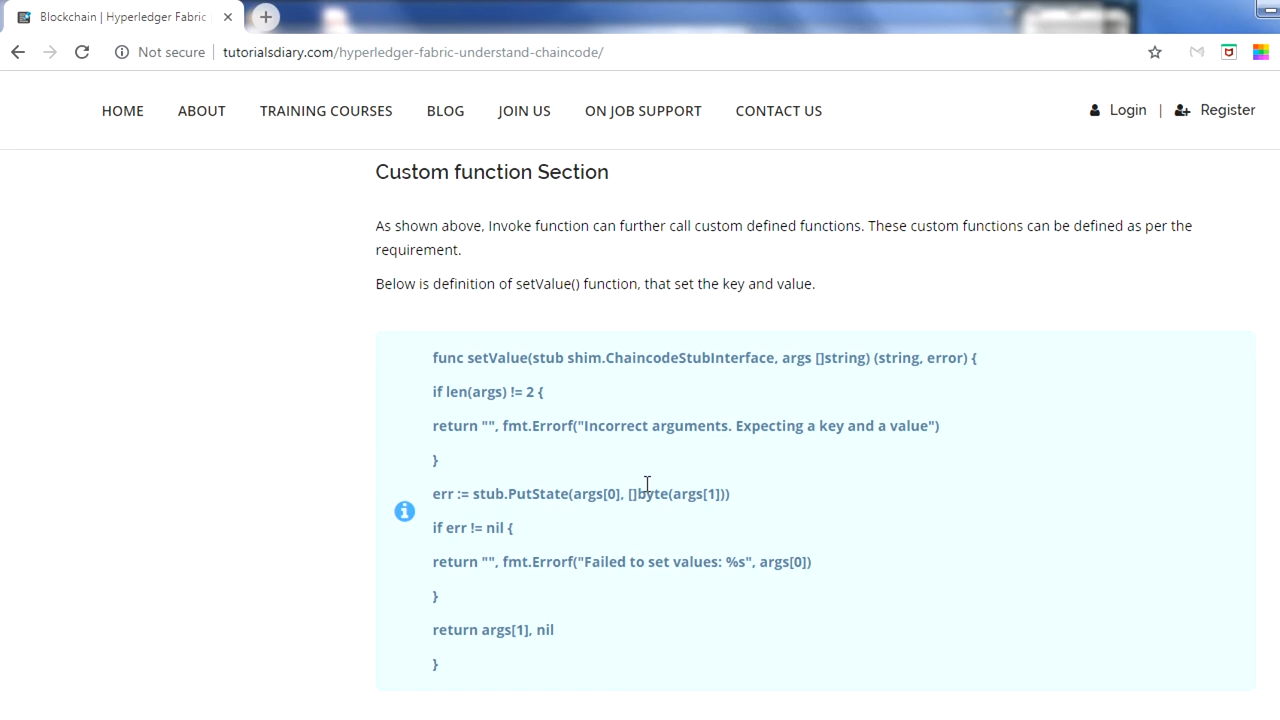 Blockchain | Hyperledger Fabric
Not secure | tutorialsdiary.com/hyperledger-fabric-understand-chaincode/
HOME ABOUT TRAINING COURSES BLOG JOIN US ON JOB SUPPORT CONTACT US Login | Register
Custom function Section
As shown above, Invoke function can further call custom defined functions. These custom functions can be defined as per the
requirement.
Below is definition of setValue() function, that set the key and value.
func setValue(stub shim.ChaincodeStubInterface, args []string) (string, error) {
if len(args) != 2 {
return "", fmt.Errorf("Incorrect arguments. Expecting a key and a value")
}
err := stub.PutState(args[0], []byte(args[1]))
if err != nil {
return "", fmt.Errorf("Failed to set values: %s", args[0])
}
return args[1], nil
}